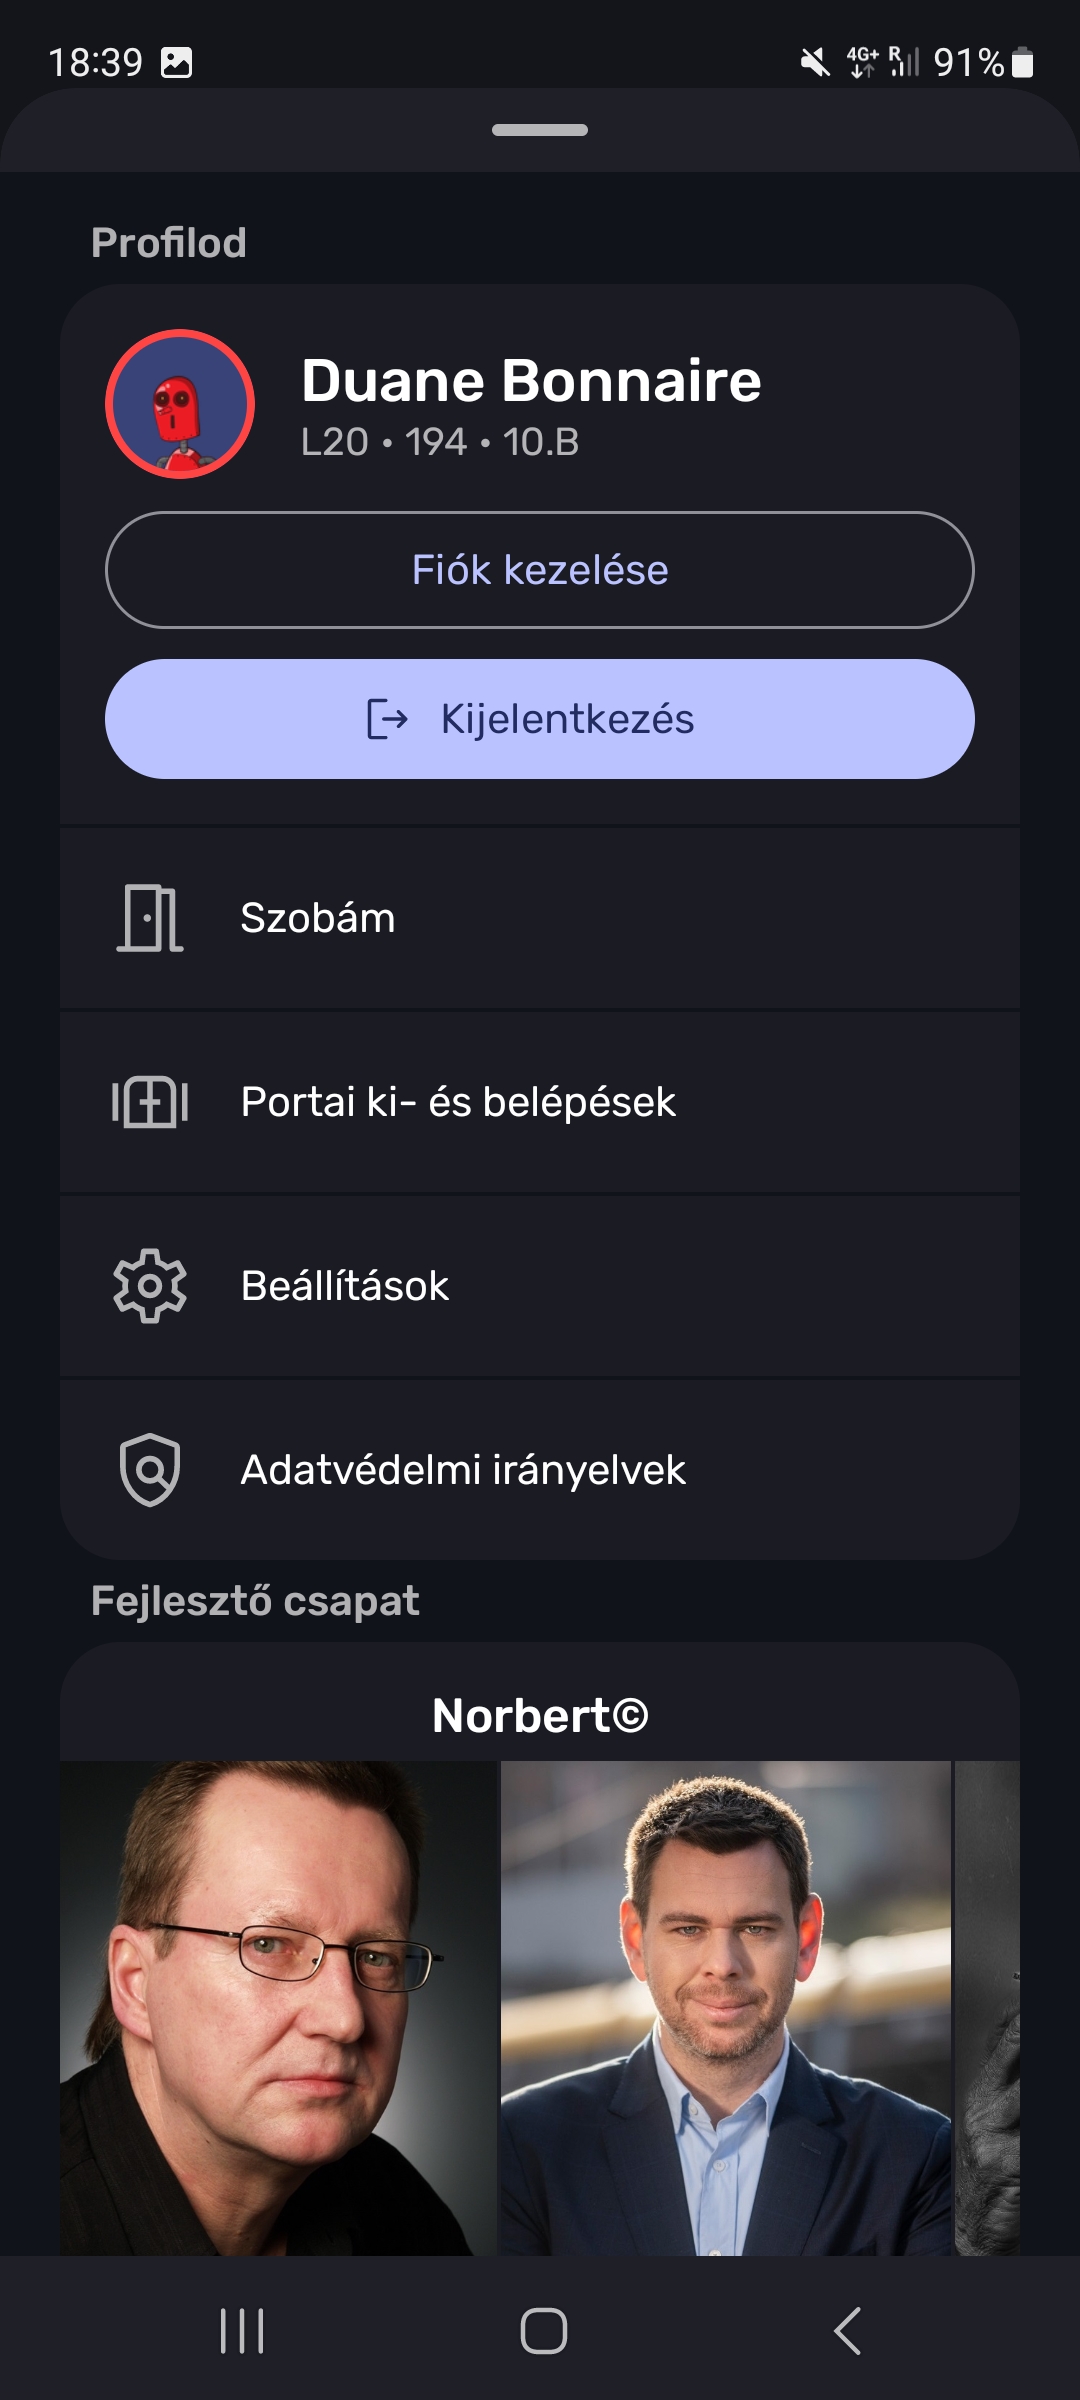 18:39 4G+ R 91%
Profilod
Duane Bonnaire
L20 • 194 • 10.B
Fiók kezelése
Kijelentkezés
Szobám
Portai ki- és belépések
Beállítások
Adatvédelmi irányelvek
Fejlesztő csapat
Norbert©